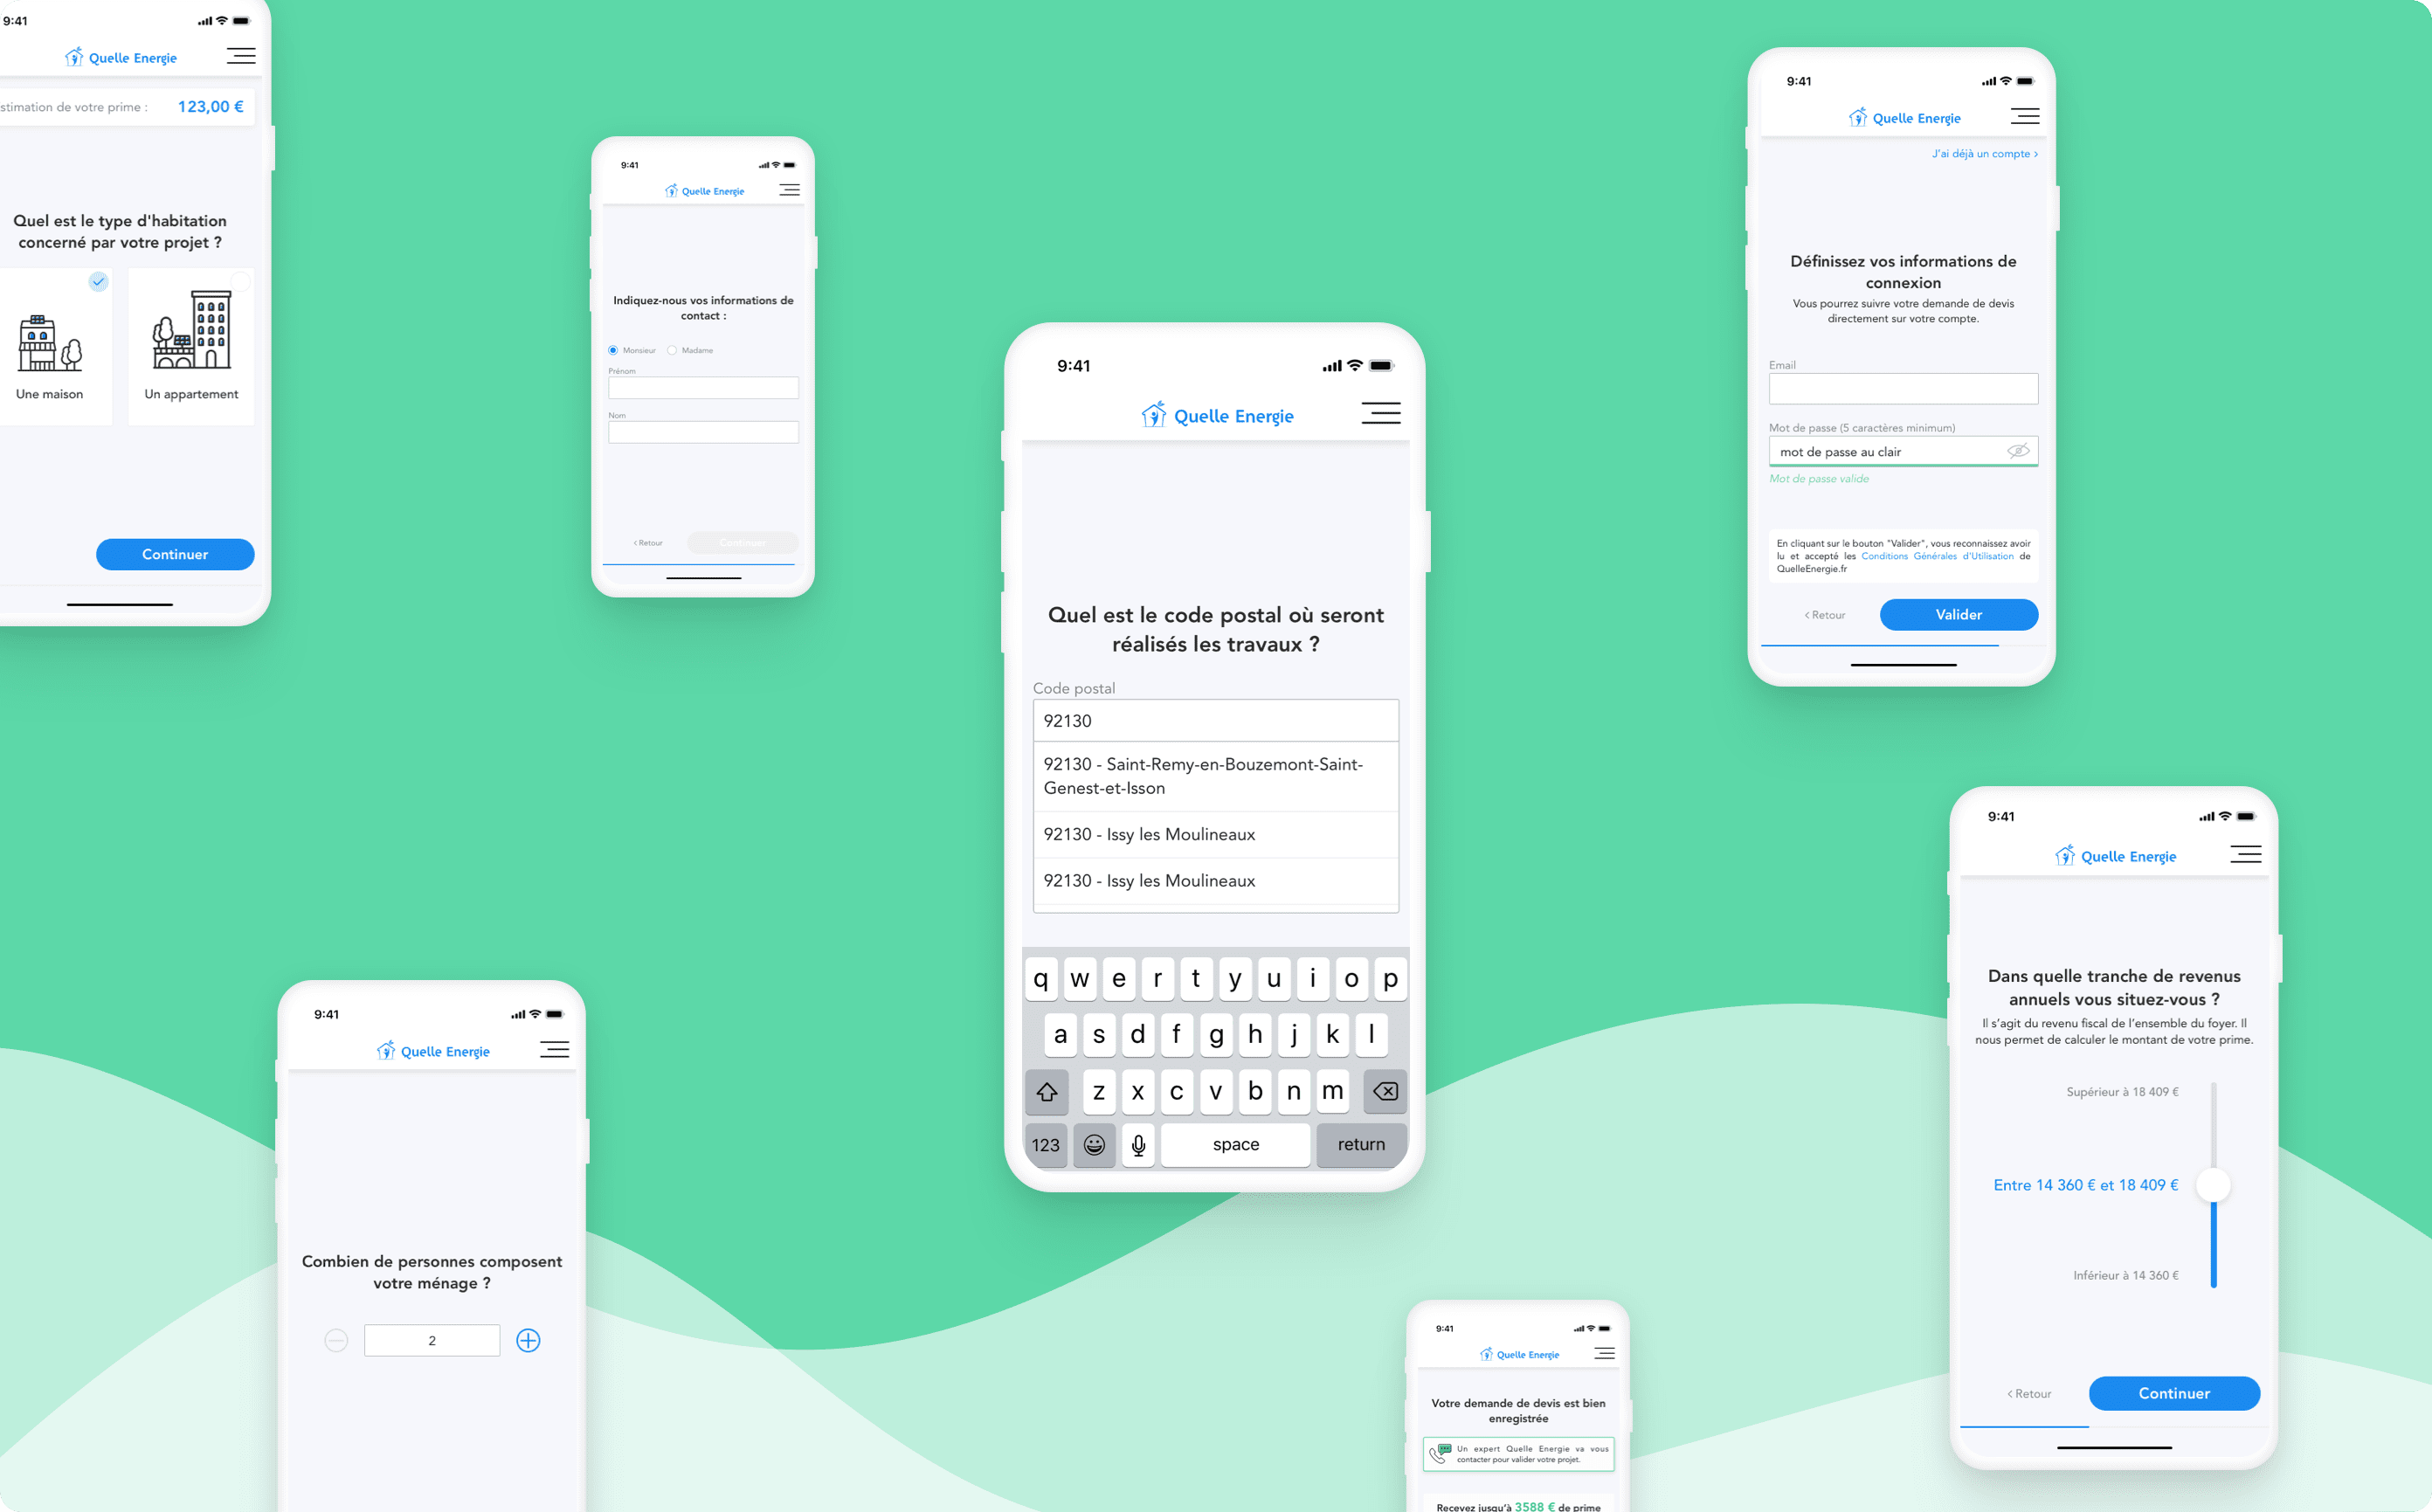 9:41
Quelle Energie
stimation de votre prime :
123,00 €
Quel est le type d'habitation
concerné par votre projet ?
Une maison
Un appartement
Continuer
9:41
Quelle Energie
Indiquez-nous vos informations de
contact :
Monsieur
Madame
Prénom
Nom
< Retour
Continuer
9:41
Quelle Energie
Quel est le code postal où seront
réalisés les travaux ?
Code postal
92130
92130 - Saint-Remy-en-Bouzemont-Saint-
Genest-et-Isson
92130 - Issy les Moulineaux
92130 - Issy les Moulineaux
q w e r t y u i o p
a s d f g h j k l
z x c v b n m
123
space
return
9:41
Quelle Energie
J'ai déjà un compte >
Définissez vos informations de
connexion
Vous pourrez suivre votre demande de devis
directement sur votre compte.
Email
Mot de passe (5 caractères minimum)
mot de passe au clair
Mot de passe valide
En cliquant sur le bouton "Valider", vous reconnaissez avoir
lu et accepté les Conditions Générales d'Utilisation de
QuelleEnergie.fr
< Retour
Valider
9:41
Quelle Energie
Combien de personnes composent
votre ménage ?
2
9:41
Quelle Energie
Votre demande de devis est bien
enregistrée
Un expert Quelle Energie va vous
contacter pour valider votre projet.
Recevez jusqu'à 3588 € de prime
9:41
Quelle Energie
Dans quelle tranche de revenus
annuels vous situez-vous ?
Il s'agit du revenu fiscal de l'ensemble du foyer. Il
nous permet de calculer le montant de votre prime.
Supérieur à 18 409 €
Entre 14 360 € et 18 409 €
Inférieur à 14 360 €
< Retour
Continuer